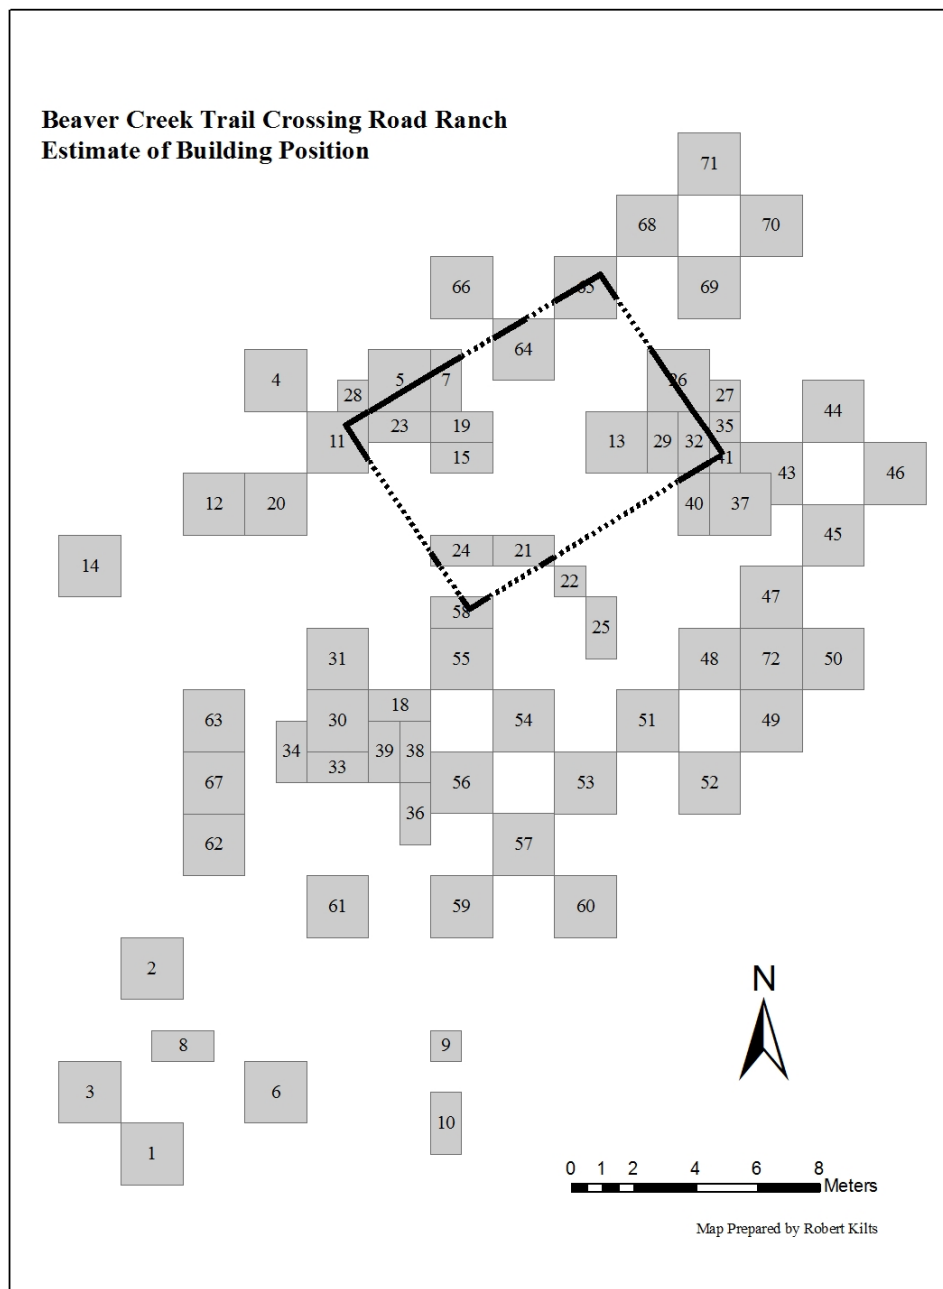 Beaver Creek Trail Crossing Road Ranch
Estimate of Building Position
71
68 70
66 65 69
64
4 28 5 7 26 27 44
11 23 19 13 29 32 35
15 41 43 46
12 20 40 37
14 24 21 45
22 47
58 25
31 55 48 72 50
18
63 30 54 51 49
34 39 38
67 33 56 53 52
36
62 57
61 59 60
2
N
8 9
3 6
10
1
0 1 2 4 6 8
Meters
Map Prepared by Robert Kilts